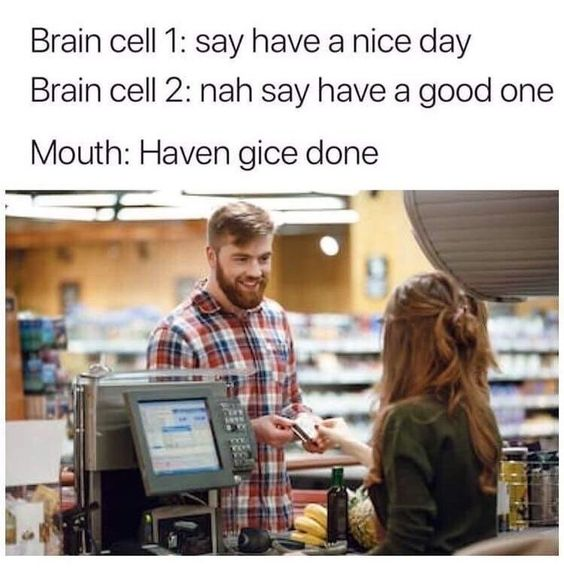 Brain cell 1: say have a nice day
Brain cell 2: nah say have a good one
Mouth: Haven gice done